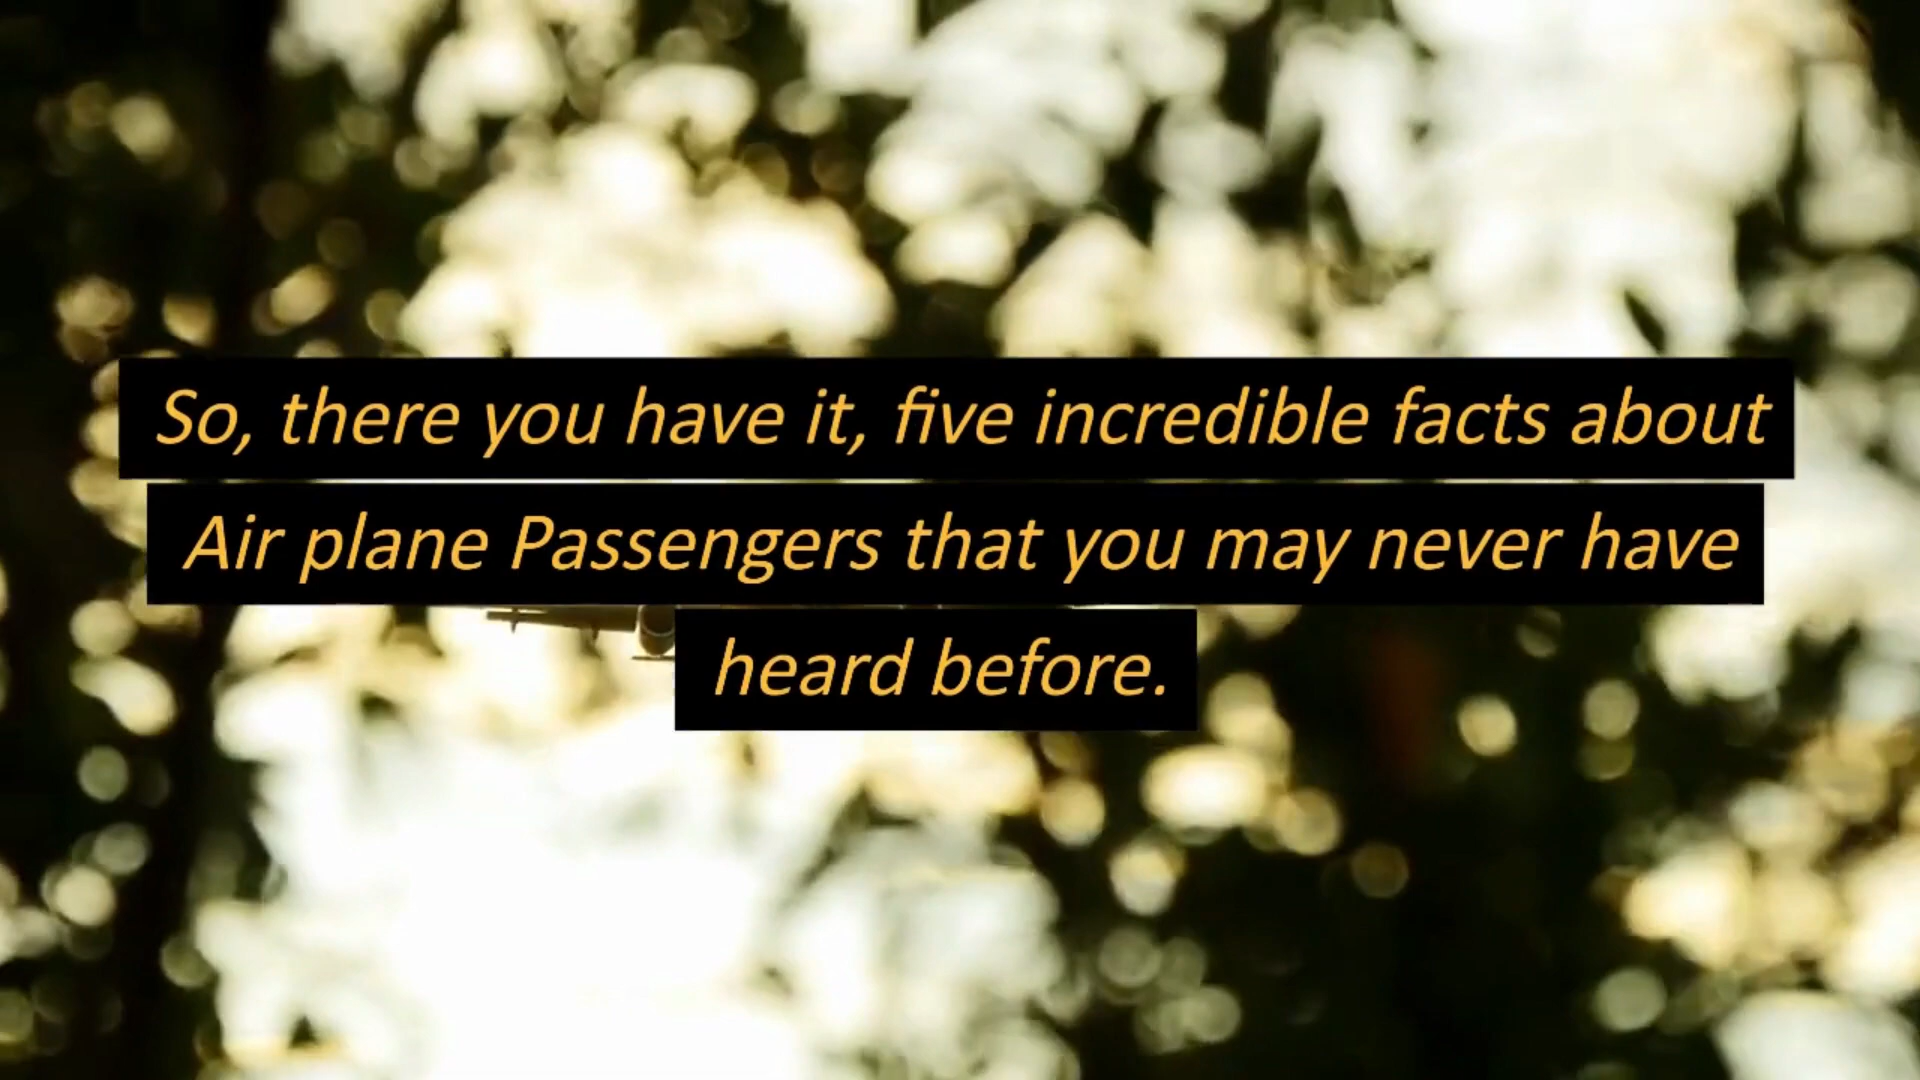 So, there you have it, five incredible facts about
Air plane Passengers that you may never have
heard before.